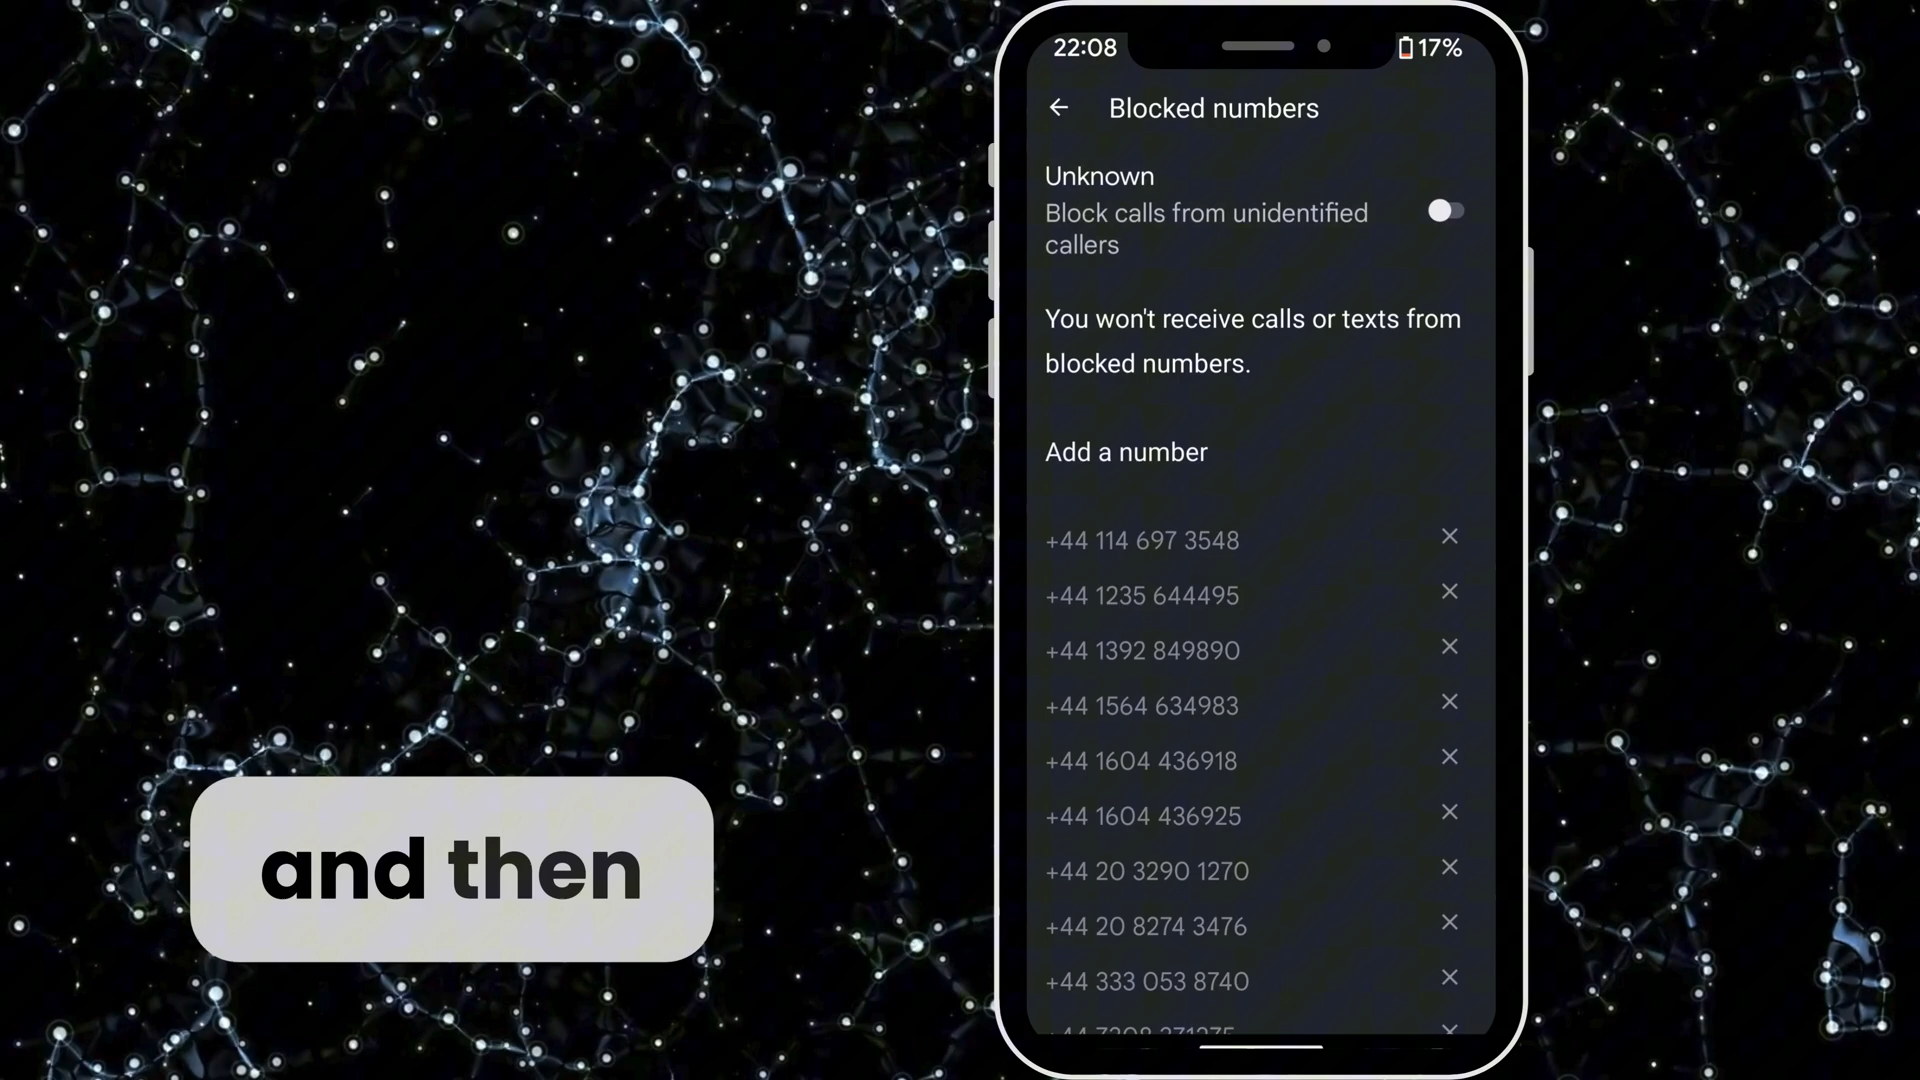 22:08
17%
Blocked numbers
Unknown
Block calls from unidentified
callers
You won't receive calls or texts from
blocked numbers.
Add a number
+44 114 697 3548
+44 1235 644495
+44 1392 849890
+44 1564 634983
+44 1604 436918
+44 1604 436925
+44 20 3290 1270
+44 20 8274 3476
+44 333 053 8740
and then